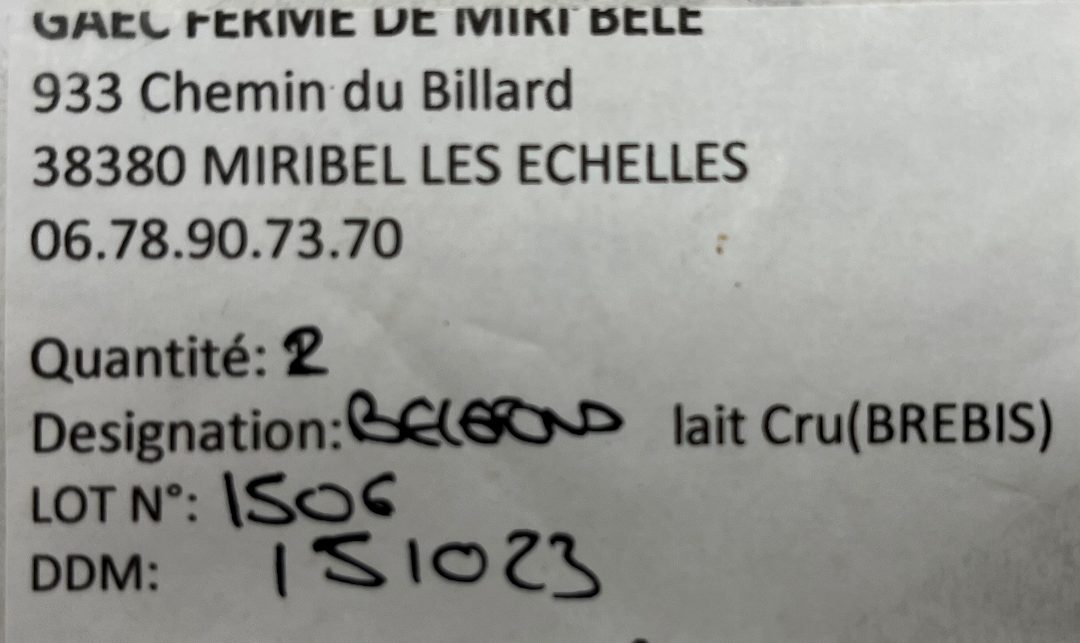 GAEC FERME DE MIRI BELE
933 Chemin du Billard
38380 MIRIBEL LES ECHELLES
06.78.90.73.70
Quantité: 2
Designation: lait Cru(BREBIS)
LOT N°: 1506
DDM: 151023